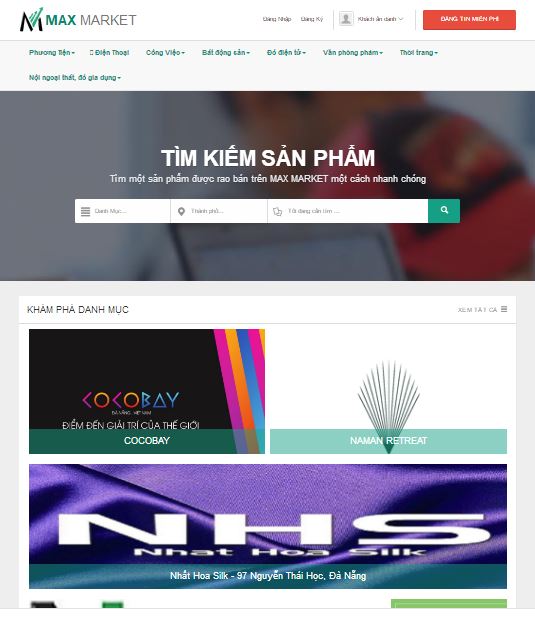 MAX MARKET
Đăng Nhập Đăng Ký Khách ẩn danh ĐĂNG TIN MIỄN PHÍ
Phương Tiện Điện Thoại Công Việc Bất động sản Đồ điện tử Văn phòng phẩm Thời trang
Nội ngoại thất, đồ gia dụng
TÌM KIẾM SẢN PHẨM
Tìm một sản phẩm được rao bán trên MAX MARKET một cách nhanh chóng
Danh Mục... Thành phố... Tôi đang cần tìm ...
KHÁM PHÁ DANH MỤC XEM TẤT CẢ
COCOBAY
ĐÀ NẴNG - VIỆT NAM
ĐIỂM ĐẾN GIẢI TRÍ CỦA THẾ GIỚI
COCOBAY
NAMAN RETREAT
NHS
Nhat Hoa Silk
Nhất Hoa Silk - 97 Nguyễn Thái Học, Đà Nẵng